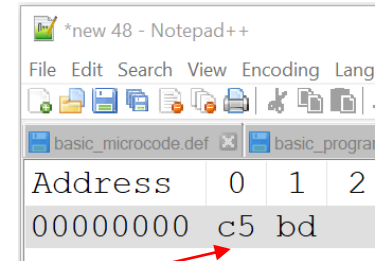 *new 48 - Notepad++
File Edit Search View Encoding Lang
basic_microcode.def basic_progra
Address 0 1 2
00000000 c5 bd